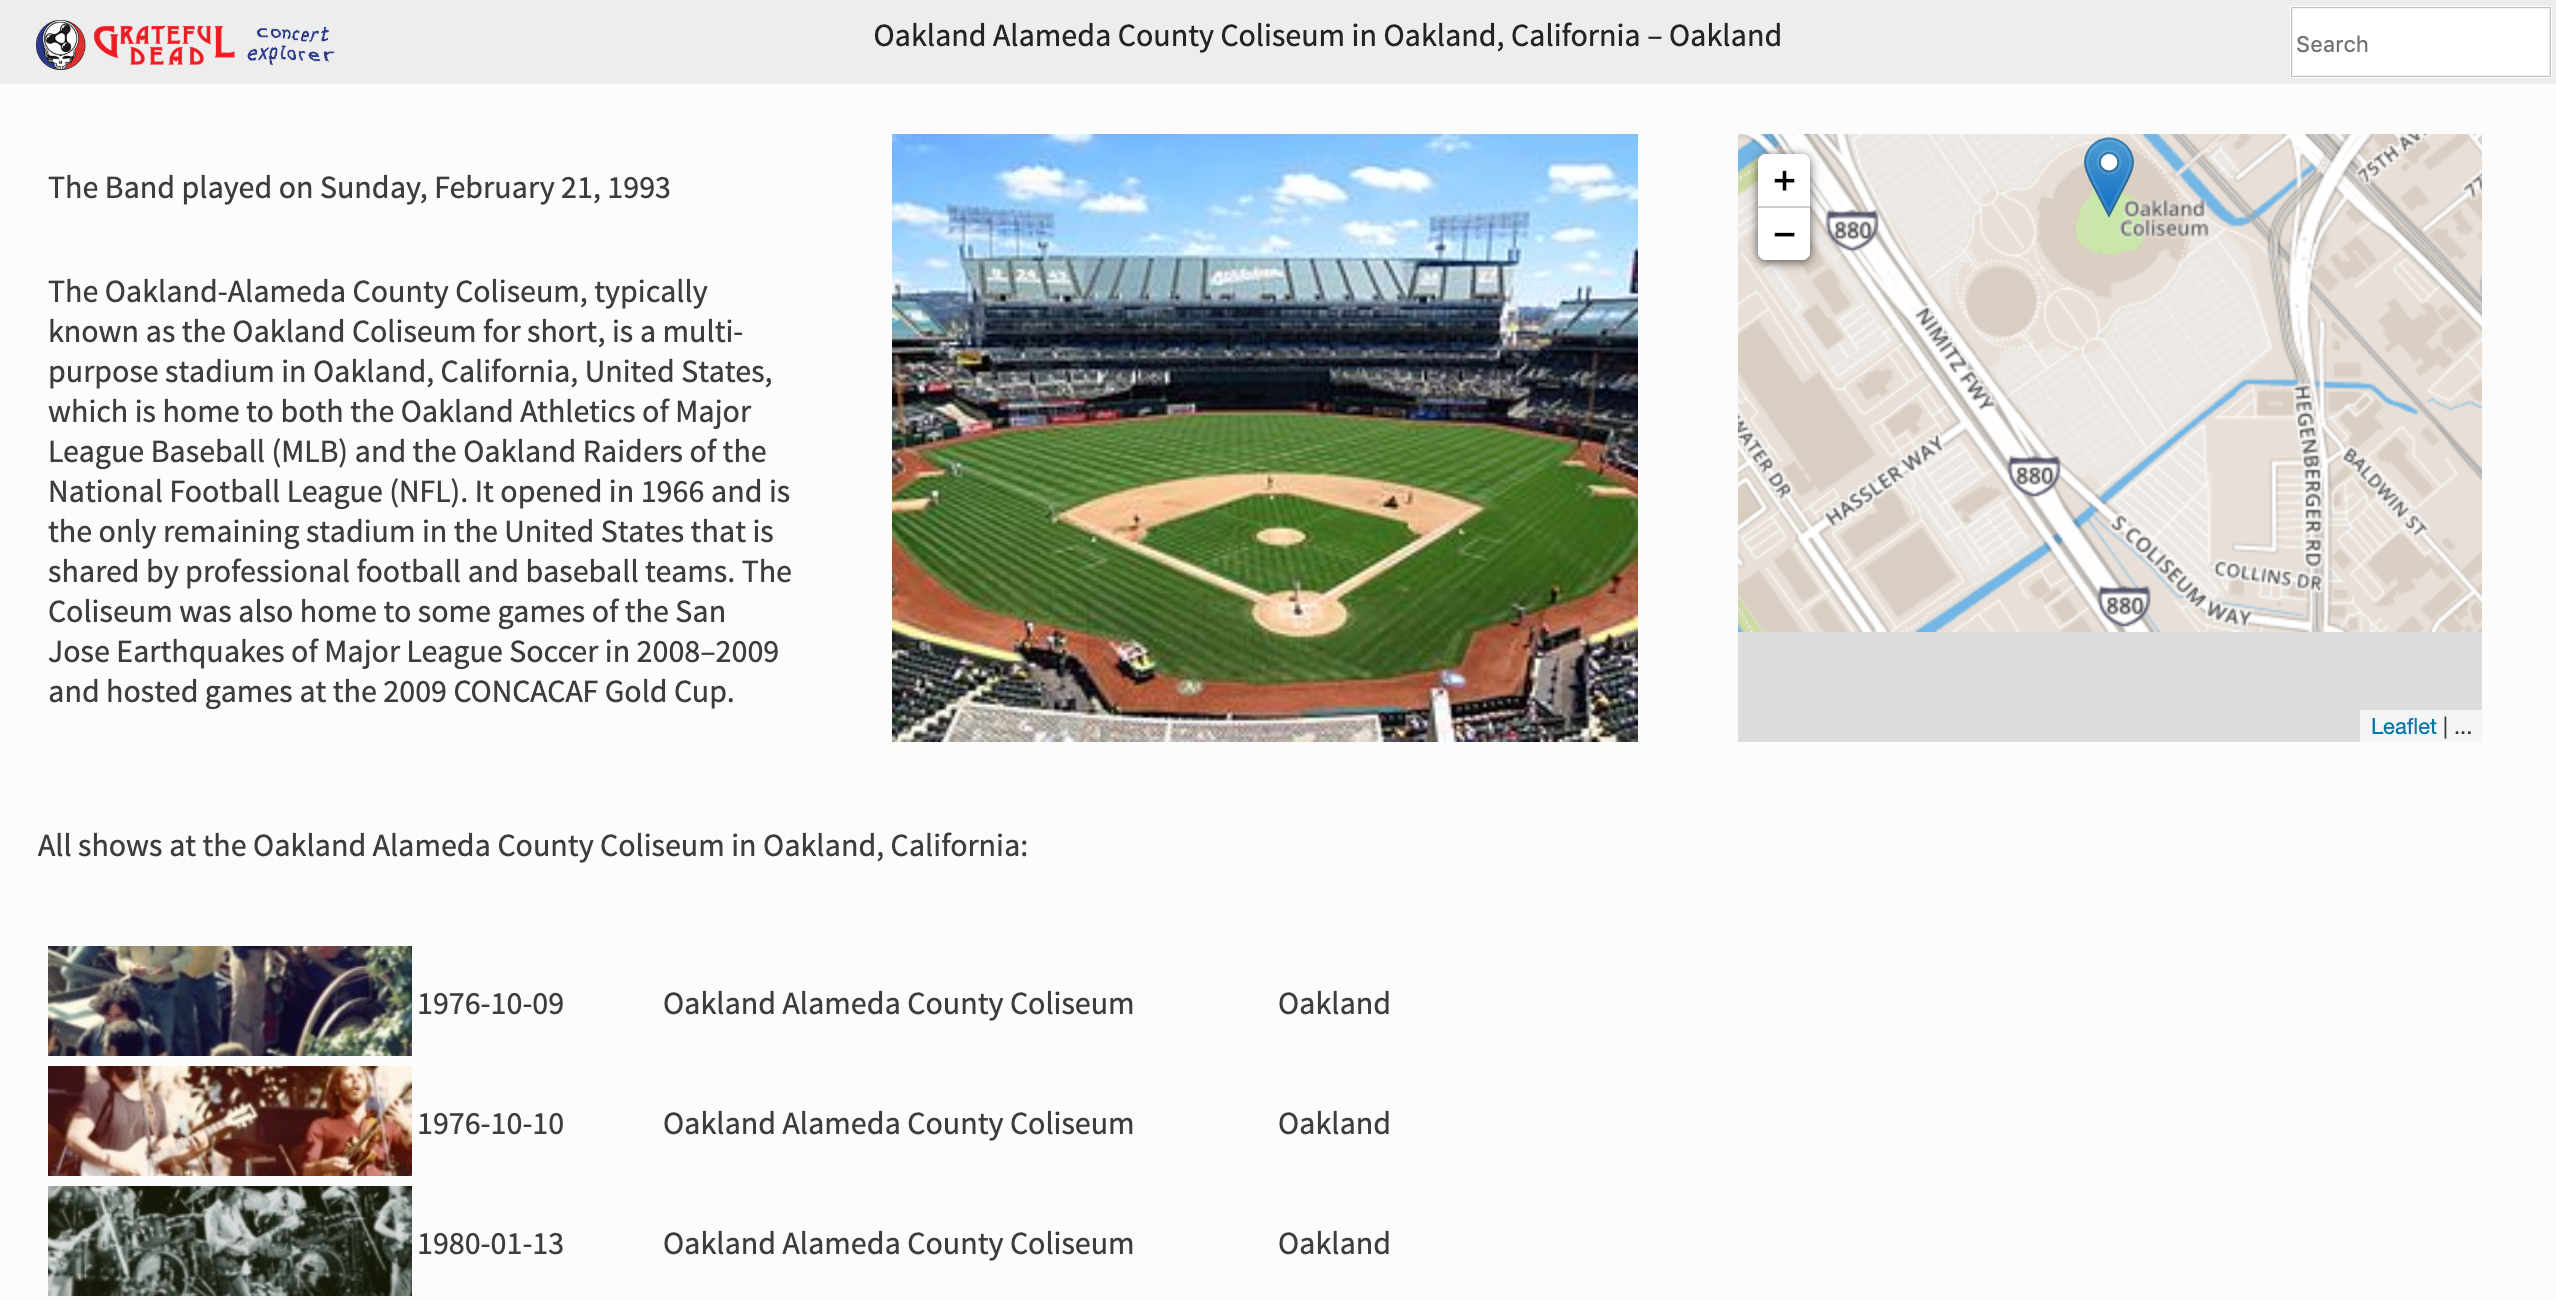 GRATEFUL DEAD concert explorer
Oakland Alameda County Coliseum in Oakland, California – Oakland
Search
The Band played on Sunday, February 21, 1993
The Oakland-Alameda County Coliseum, typically
known as the Oakland Coliseum for short, is a multi-
purpose stadium in Oakland, California, United States,
which is home to both the Oakland Athletics of Major
League Baseball (MLB) and the Oakland Raiders of the
National Football League (NFL). It opened in 1966 and is
the only remaining stadium in the United States that is
shared by professional football and baseball teams. The
Coliseum was also home to some games of the San
Jose Earthquakes of Major League Soccer in 2008–2009
and hosted games at the 2009 CONCACAF Gold Cup.
+
−
75TH AV
77
Oakland
Coliseum
880
NIMITZ FWY
HEGENBERGER RD
WATER DR
HASSLER WAY
880
BALDWIN ST
S COLISEUM WAY
COLLINS DR
880
Leaflet | ...
All shows at the Oakland Alameda County Coliseum in Oakland, California:
1976-10-09 Oakland Alameda County Coliseum Oakland
1976-10-10 Oakland Alameda County Coliseum Oakland
1980-01-13 Oakland Alameda County Coliseum Oakland